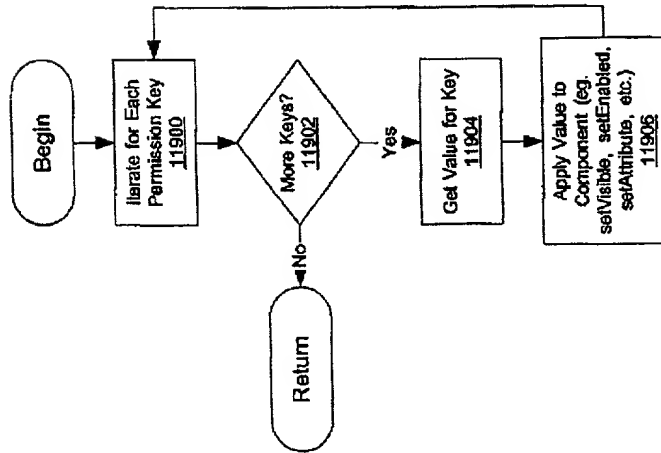 Begin
Iterate for Each
Permission Key
11900
More Keys?
11902
No
Return
Yes
Get Value for Key
11904
Apply Value to
Component (eg.
setVisible, setEnabled,
setAttribute, etc.)
11906